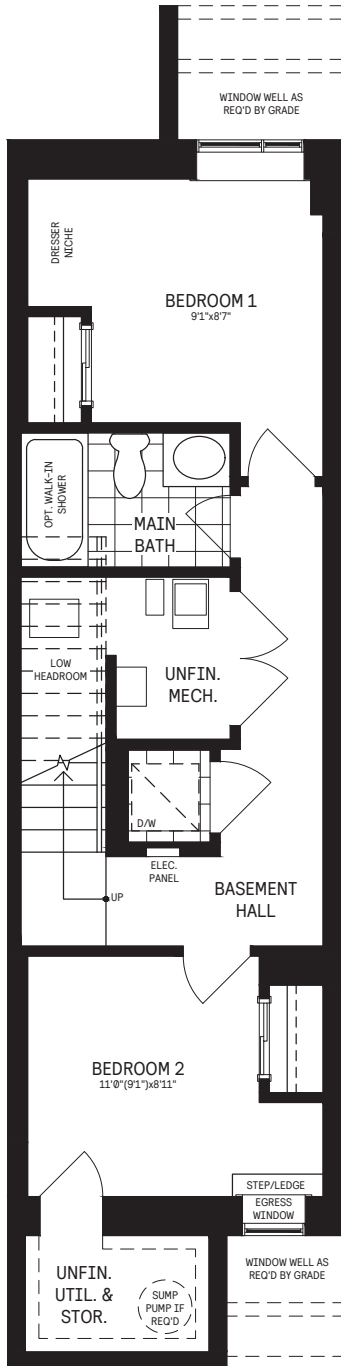 WINDOW WELL AS
REQ'D BY GRADE
DRESSER
NICHE
BEDROOM 1
9'1"x8'7"
OPT. WALK-IN
SHOWER
MAIN
BATH
LOW
HEADROOM
UNFIN.
MECH.
D/W
ELEC.
PANEL
UP
BASEMENT
HALL
BEDROOM 2
11'0"(9'1")x8'11"
STEP/LEDGE
EGRESS
WINDOW
UNFIN.
UTIL. &
STOR.
SUMP
PUMP IF
REQ'D
WINDOW WELL AS
REQ'D BY GRADE